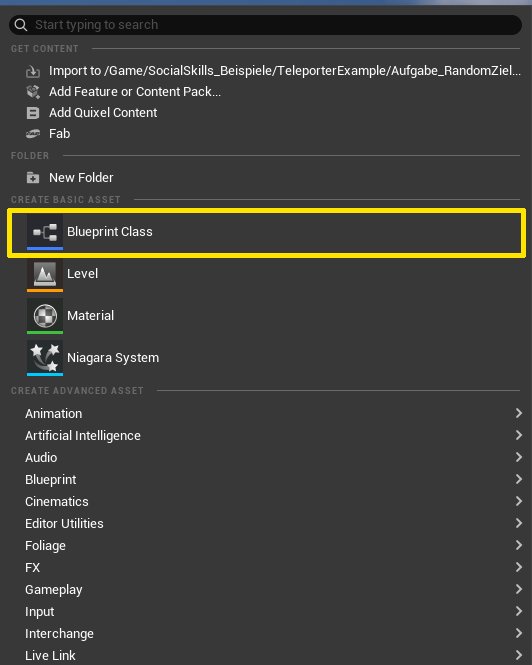 Start typing to search
GET CONTENT
Import to /Game/SocialSkills_Beispiele/TeleporterExample/Aufgabe_RandomZiel...
Add Feature or Content Pack...
Add Quixel Content
Fab
FOLDER
New Folder
CREATE BASIC ASSET
Blueprint Class
Level
Material
Niagara System
CREATE ADVANCED ASSET
Animation
Artificial Intelligence
Audio
Blueprint
Cinematics
Editor Utilities
Foliage
FX
Gameplay
Input
Interchange
Live Link